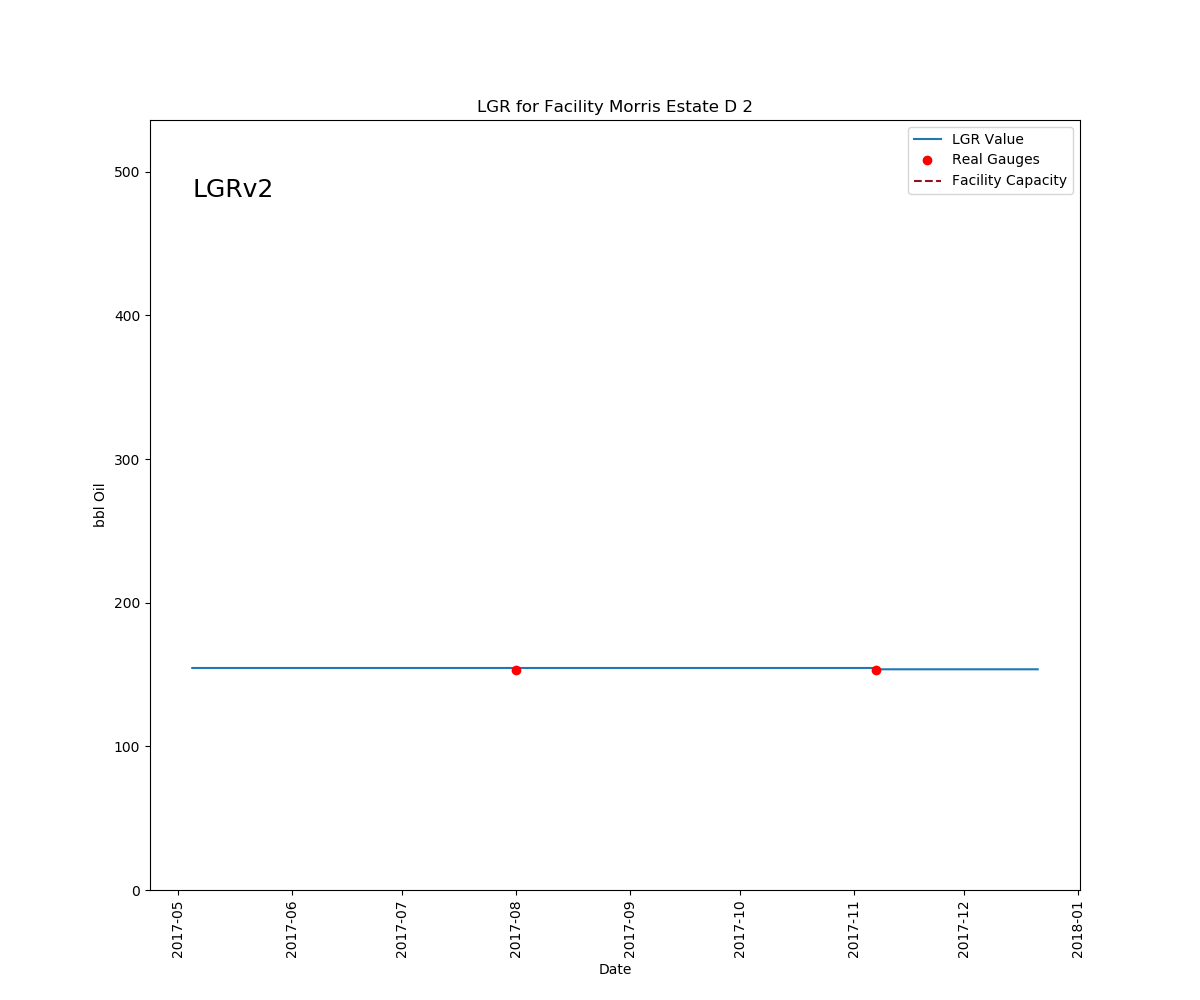 LGR for Facility Morris Estate D 2
LGR Value
Real Gauges
Facility Capacity
LGRv2
500
400
300
200
100
0
bbl Oil
2017-05
2017-06
2017-07
2017-08
2017-09
2017-10
2017-11
2017-12
2018-01
Date